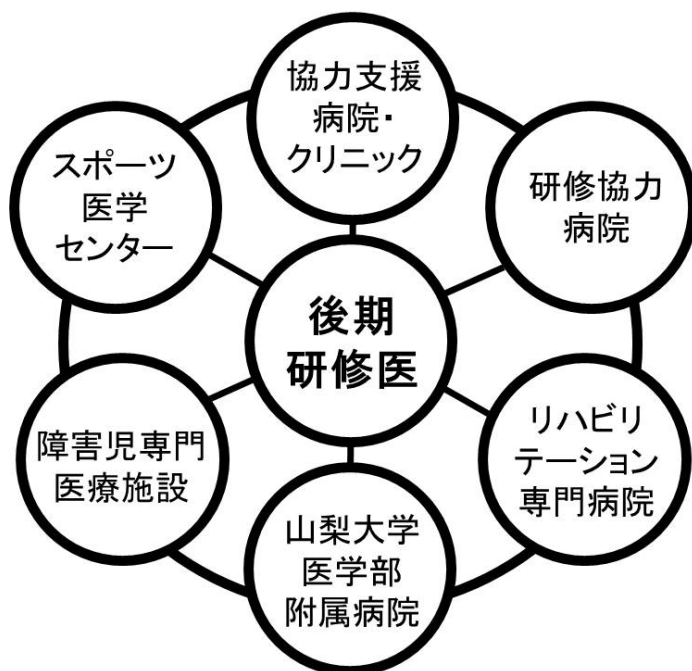 協力支援
病院・
クリニック
スポーツ
医学
センター
研修協力
病院
後期
研修医
障害児専門
医療施設
リハビリ
テーション
専門病院
山梨大学
医学部
附属病院